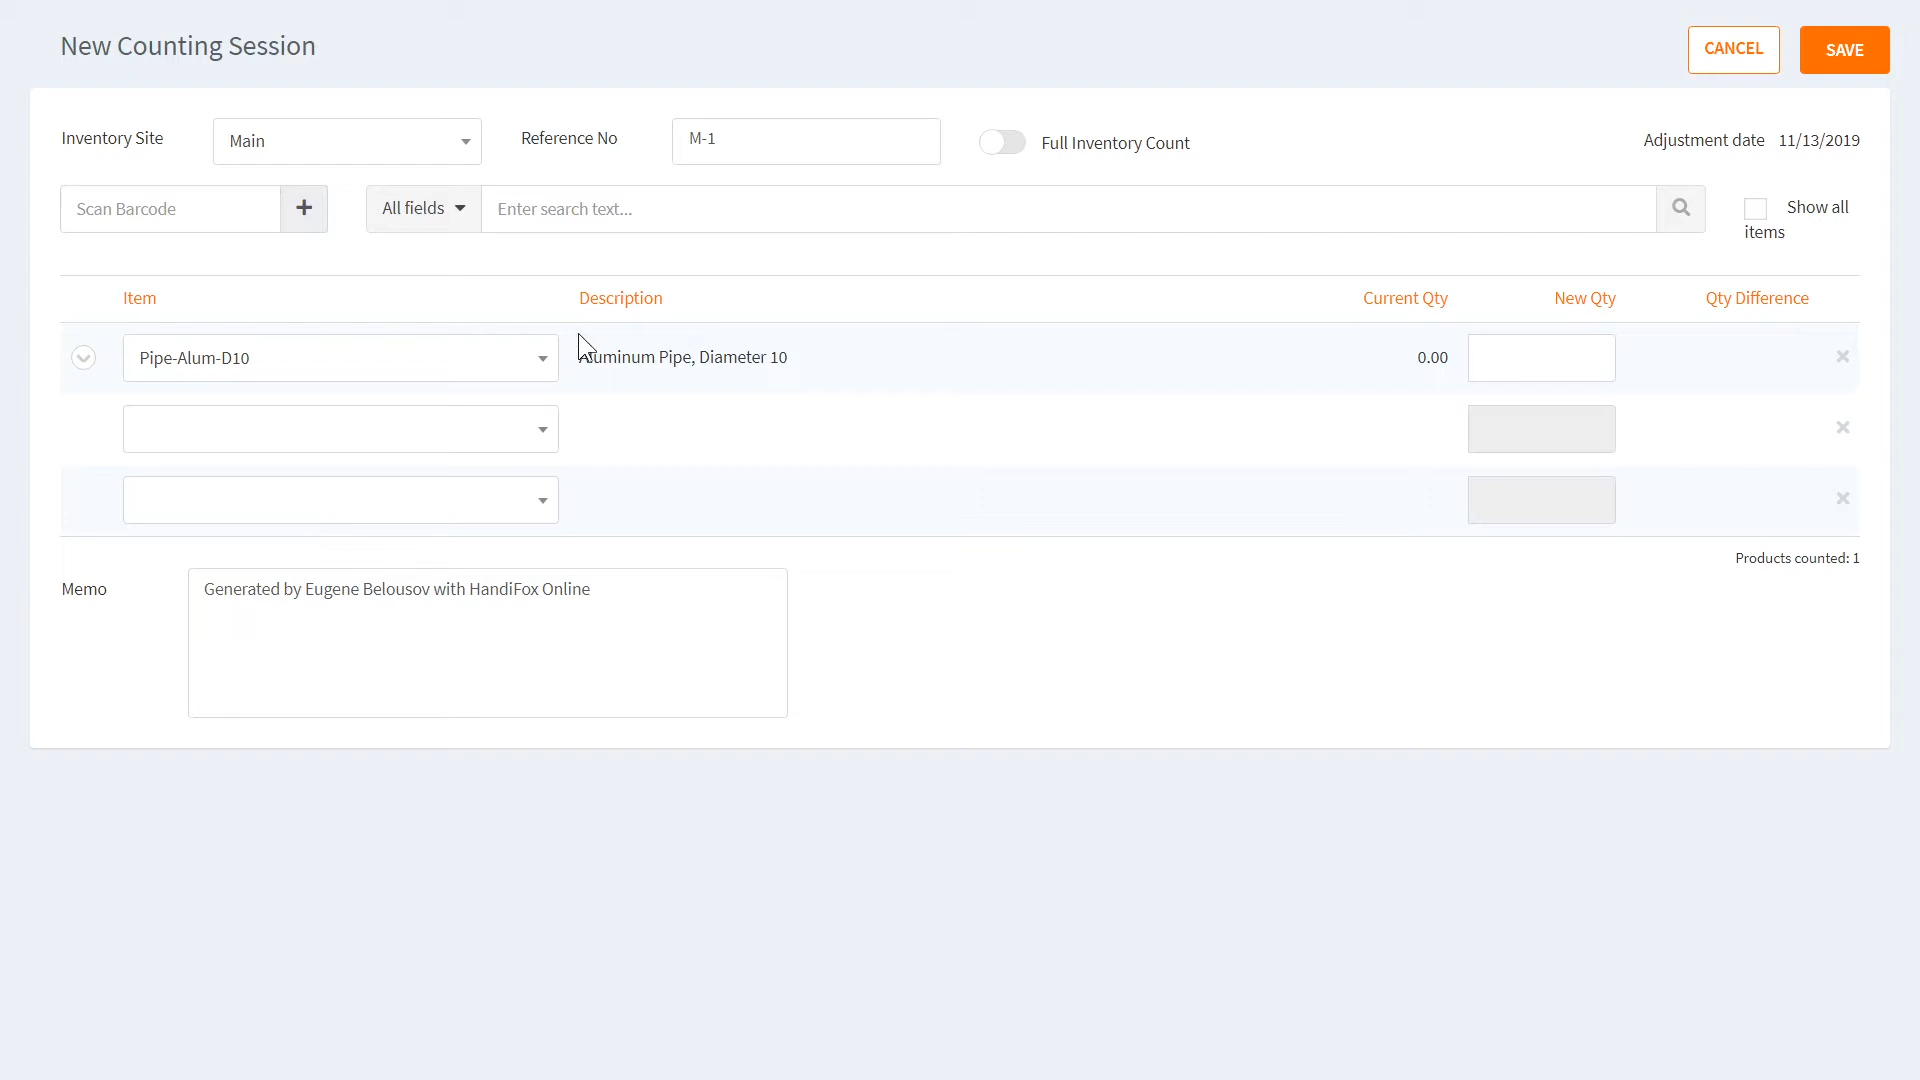 New Counting Session
CANCEL
SAVE
Inventory Site
Main
Reference No
M-1
Full Inventory Count
Adjustment date 11/13/2019
Scan Barcode
+
All fields
Enter search text...
Show all
items
Item
Description
Current Qty
New Qty
Qty Difference
Pipe-Alum-D10
Aluminum Pipe, Diameter 10
0.00
Products counted: 1
Memo
Generated by Eugene Belousov with HandiFox Online